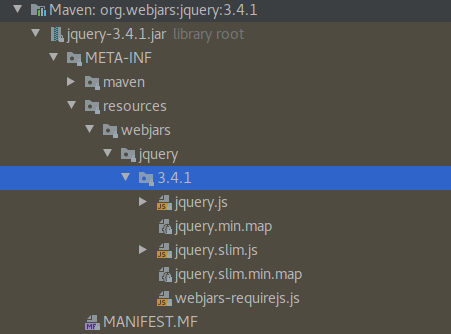 Maven: org.webjars:jquery:3.4.1
jquery-3.4.1.jar library root
META-INF
maven
resources
webjars
jquery
3.4.1
jquery.js
jquery.min.map
jquery.slim.js
jquery.slim.min.map
webjars-requirejs.js
MANIFEST.MF